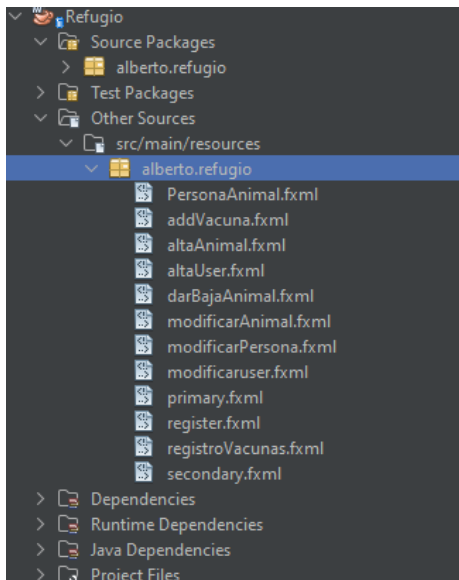 Refugio
Source Packages
alberto.refugio
Test Packages
Other Sources
src/main/resources
alberto.refugio
PersonaAnimal.fxml
addVacuna.fxml
altaAnimal.fxml
altaUser.fxml
darBajaAnimal.fxml
modificarAnimal.fxml
modificarPersona.fxml
modificaruser.fxml
primary.fxml
register.fxml
registroVacunas.fxml
secondary.fxml
Dependencies
Runtime Dependencies
Java Dependencies
Project Files